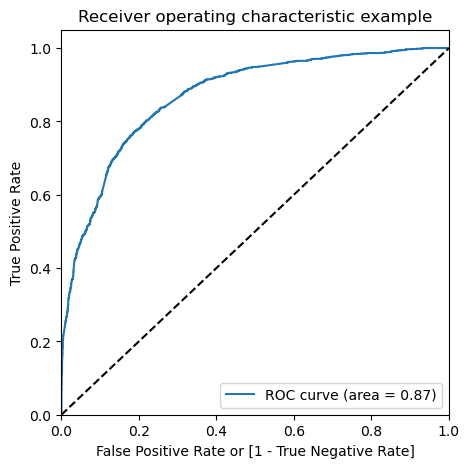 Receiver operating characteristic example
1.0
0.8
0.6
0.4
0.2
0.0
True Positive Rate
ROC curve (area = 0.87)
0.0 0.2 0.4 0.6 0.8 1.0
False Positive Rate or [1 - True Negative Rate]